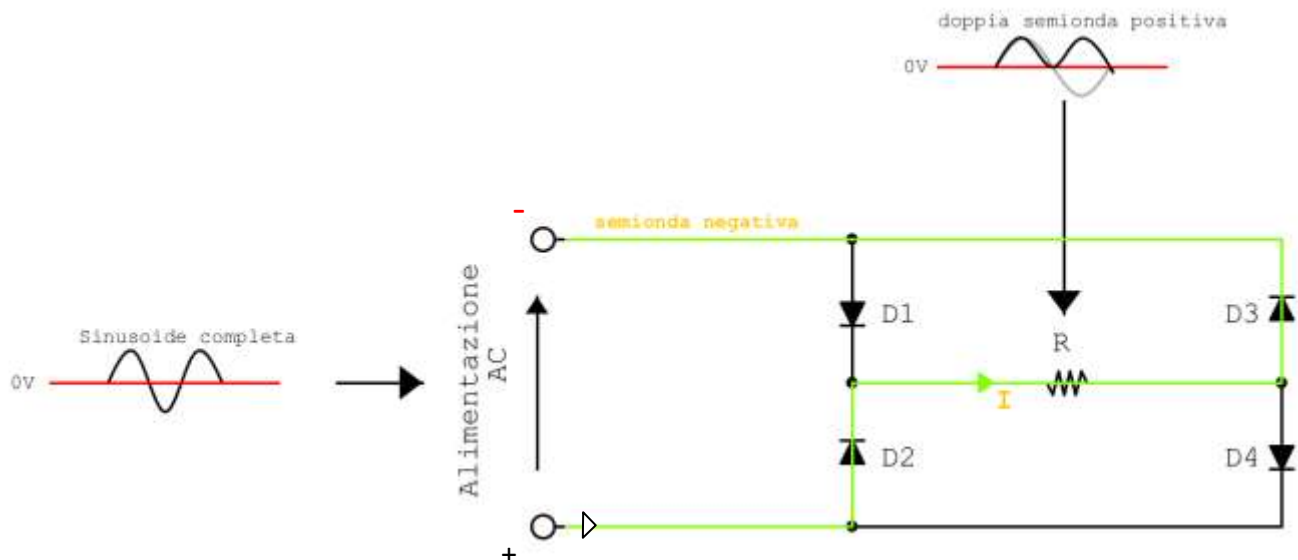 doppia semionda positiva
0V
-
semionda negativa
Alimentazione
AC
Sinusoide completa
0V
D1
D3
R
I
D2
D4
+